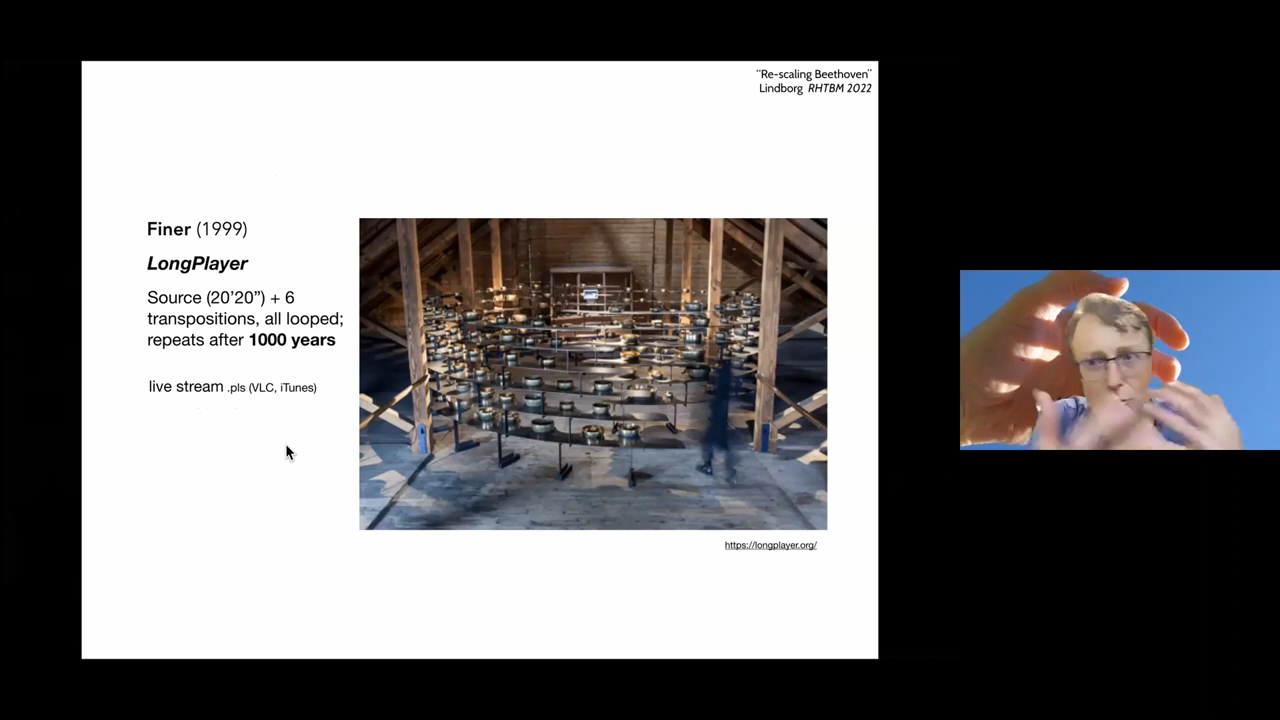 "Re-scaling Beethoven"
Lindborg RHTBM 2022
Finer (1999)
LongPlayer
Source (20'20”) + 6
transpositions, all looped;
repeats after 1000 years
live stream .pls (VLC, iTunes)
https://longplayer.org/